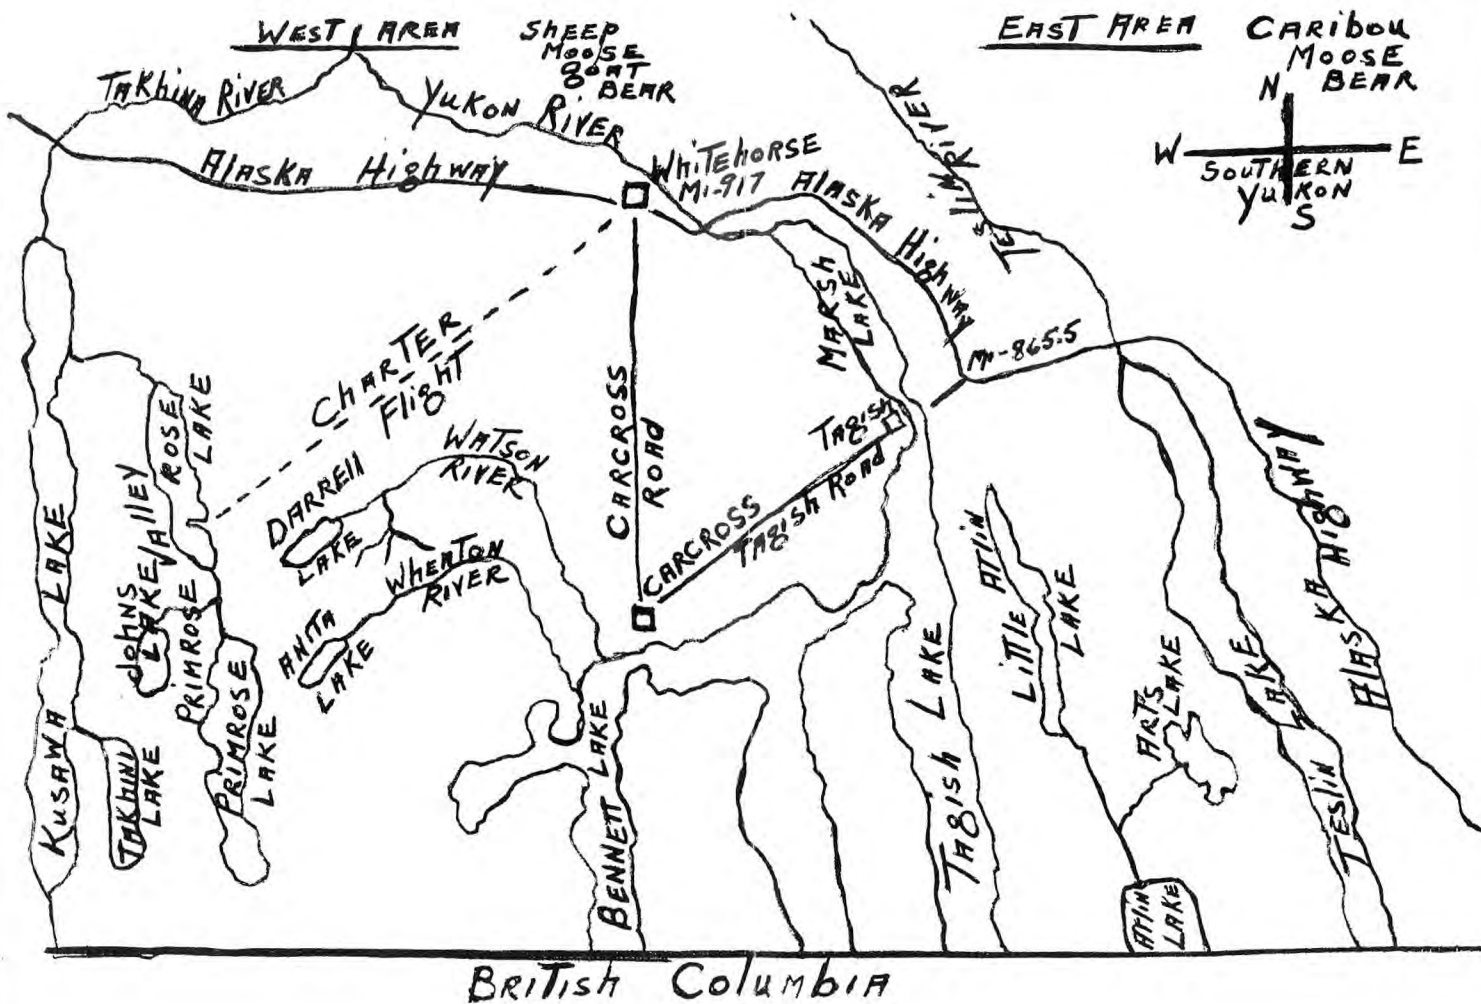 WEST AREA
SHEEP
MOOSE
GOAT
BEAR
EAST AREA
CARIBOU
MOOSE
BEAR
N
W
E
S
SOUTHERN
YUKON
TAKHINA RIVER
YUKON RIVER
ALASKA HIGHWAY
WHITEHORSE
MI-917
ALASKA HIGHWAY
MARSH
LAKE
MI-865.5
CHARTER
FLIGHT
ROSE
LAKE
WATSON
RIVER
DARRELL
LAKE
WHEATON
RIVER
ANITA
LAKE
CARCROSS
ROAD
TAGISH
CARCROSS
TAGISH ROAD
CARCROSS
KUSAWA LAKE
JOHNS
LAKE
PRIMROSE VALLEY
PRIMROSE
LAKE
TAKHINI
LAKE
BENNETT LAKE
TAGISH LAKE
LITTLE ATLIN
LAKE
ARTS
LAKE
ATLIN
LAKE
TESLIN LAKE
ALASKA HIGHWAY
BRITISH COLUMBIA